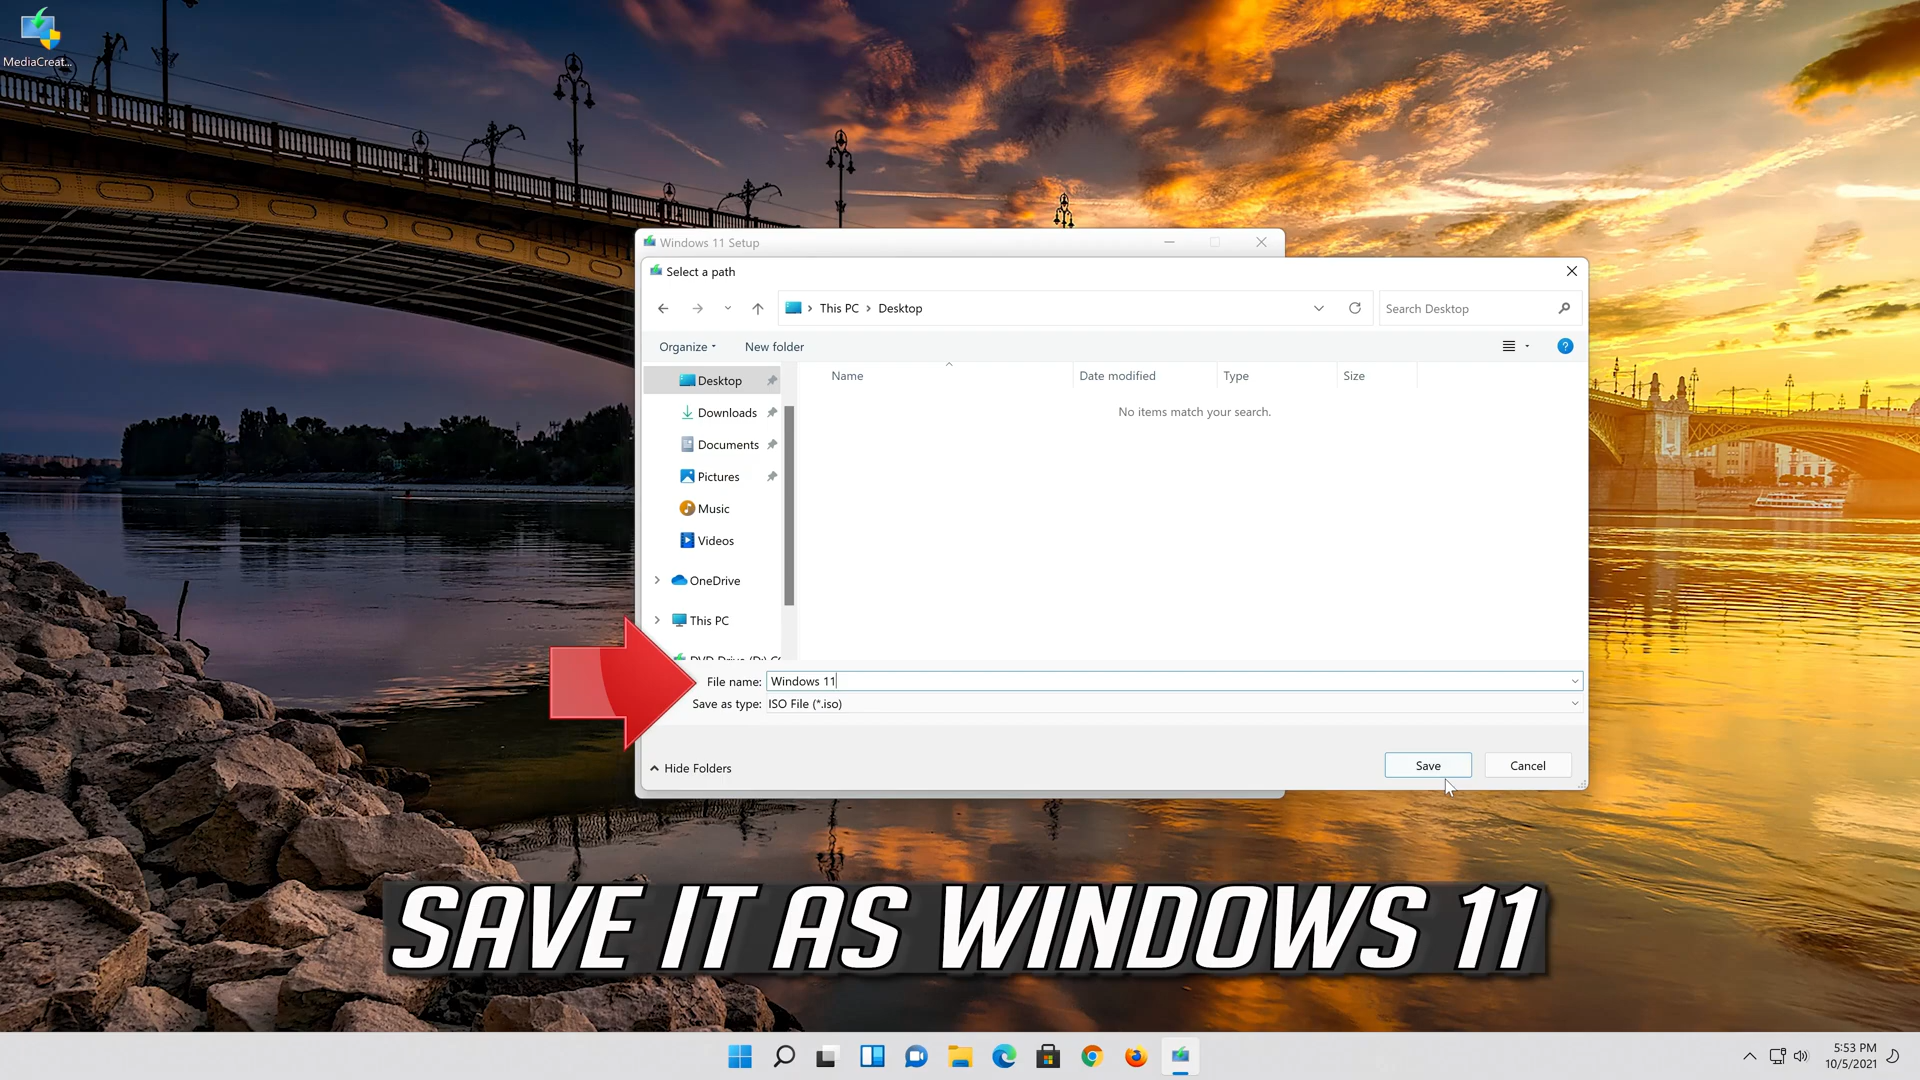 MediaCreat...
Windows 11 Setup
Select a path
This PC
Desktop
Search Desktop
Organize
New folder
Name
Date modified
Type
Size
No items match your search.
Desktop
Downloads
Documents
Pictures
Music
Videos
OneDrive
This PC
DVD Drive (D:)
File name: Windows 11
Save as type: ISO File (*.iso)
Hide Folders
Save
Cancel
SAVE IT AS WINDOWS 11
5:53 PM
10/5/2021